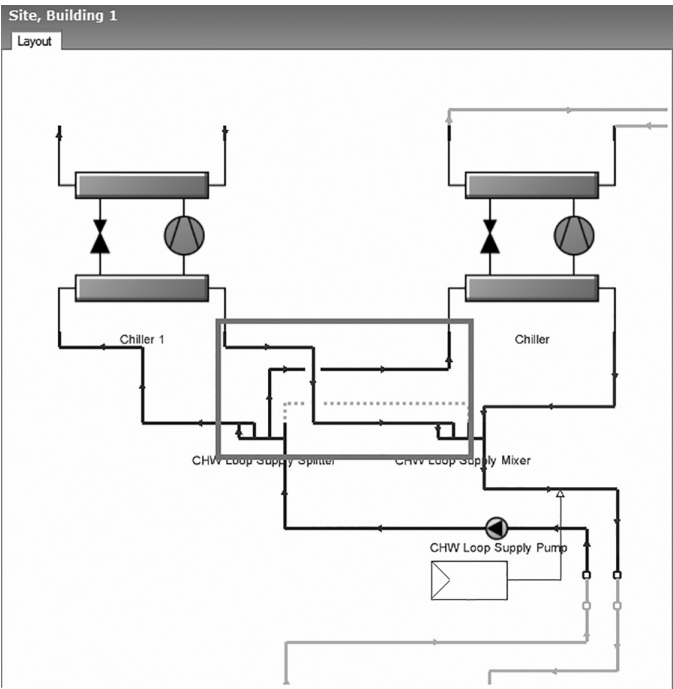 Site, Building 1
Layout
Chiller 1
Chiller
CHW Loop Supply Splitter
CHW Loop Supply Mixer
CHW Loop Supply Pump